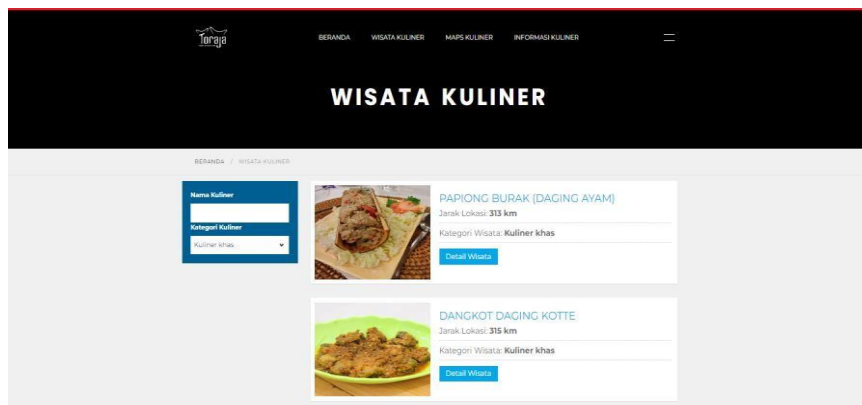 Toraja
BERANDA WISATA KULINER MAPS KULINER INFORMASI KULINER
WISATA KULINER
BERANDA / WISATA KULINER
Nama Kuliner
Kategori Kuliner
Kuliner khas
PAPIONG BURAK (DAGING AYAM)
Jarak Lokasi: 313 km
Kategori Wisata: Kuliner khas
Detail Wisata
DANGKOT DAGING KOTTE
Jarak Lokasi: 315 km
Kategori Wisata: Kuliner khas
Detail Wisata